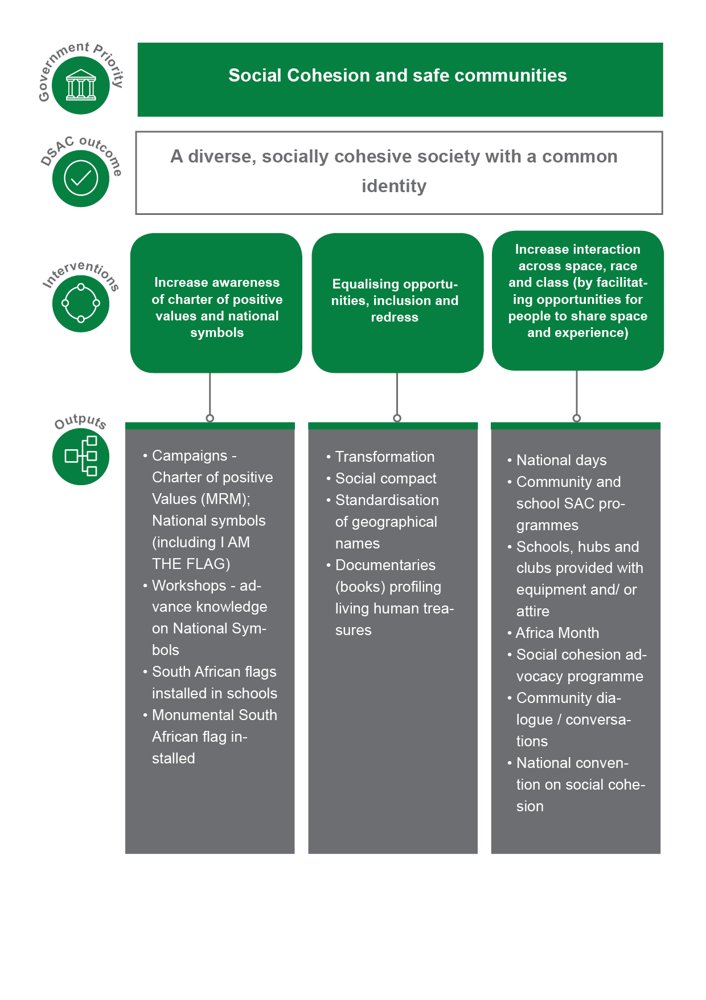 Government Priority
Social Cohesion and safe communities
DSAC outcome
A diverse, socially cohesive society with a common
identity
Interventions
Increase awareness
of charter of positive
values and national
symbols
Equalising opportu-
nities, inclusion and
redress
Increase interaction
across space, race
and class (by facilitat-
ing opportunities for
people to share space
and experience)
Outputs
• Campaigns -
Charter of positive
Values (MRM);
National symbols
(including I AM
THE FLAG)
• Workshops - ad-
vance knowledge
on National Sym-
bols
• South African flags
installed in schools
• Monumental South
African flag in-
stalled
• Transformation
• Social compact
• Standardisation
of geographical
names
• Documentaries
(books) profiling
living human trea-
sures
• National days
• Community and
school SAC pro-
grammes
• Schools, hubs and
clubs provided with
equipment and/ or
attire
• Africa Month
• Social cohesion ad-
vocacy programme
• Community dia-
logue / conversa-
tions
• National conven-
tion on social cohe-
sion